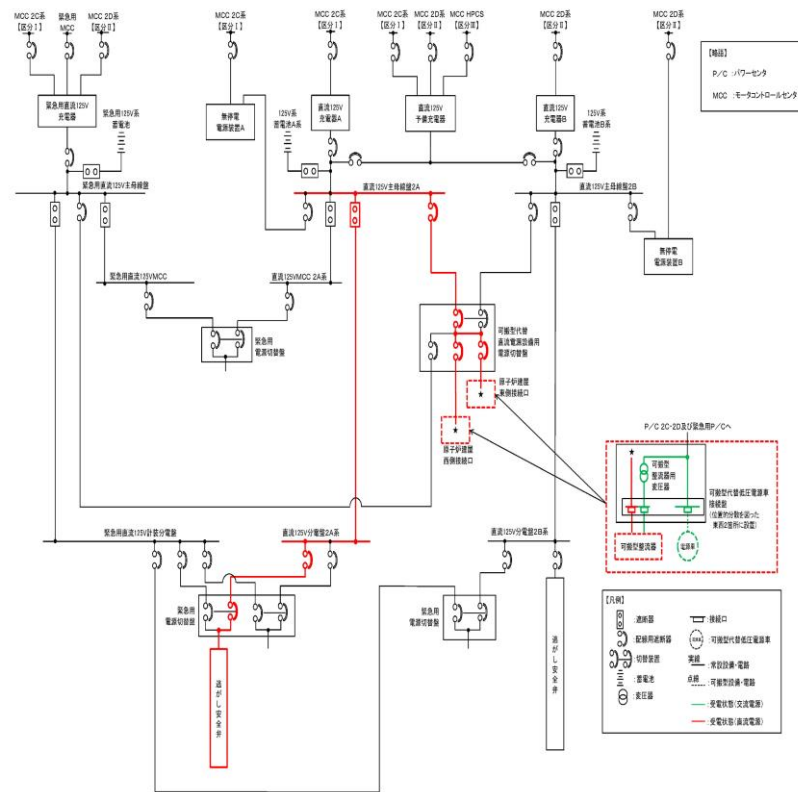 MCC 2C系
【区分Ⅰ】
緊急用
MCC
MCC 2D系
【区分Ⅱ】
MCC 2C系
【区分Ⅰ】
MCC 2C系
【区分Ⅰ】
MCC 2C系
【区分Ⅰ】
MCC 2D系
【区分Ⅱ】
MCC HPCS
【区分Ⅲ】
MCC 2D系
【区分Ⅱ】
MCC 2D系
【区分Ⅱ】
【略語】
P/C :パワーセンタ
MCC :モータコントロールセンタ
緊急用直流125V
充電器
緊急用125V系
蓄電池
無停電
電源装置A
125V系
蓄電池A系
直流125V
充電器A
直流125V
予備充電器
直流125V
充電器B
125V系
蓄電池B系
緊急用直流125V主母線盤
直流125V主母線盤2A
直流125V主母線盤2B
無停電
電源装置B
緊急用直流125VMCC
直流125VMCC 2A系
緊急用
電源切替盤
可搬型代替
直流電源設備用
電源切替盤
原子炉建屋
東側接続口
原子炉建屋
西側接続口
P/C 2C・2D及び緊急用P/Cへ
可搬型
整流器用
変圧器
可搬型代替低圧電源車
接続盤
(位置的分散を図った
東西2箇所に設置)
可搬型整流器
電源車
緊急用直流125V計装分電盤
直流125V分電盤2A系
直流125V分電盤2B系
緊急用
電源切替盤
緊急用
電源切替盤
逃がし安全弁
逃がし安全弁
【凡例】
:遮断器
:配線用遮断器
:切替装置
:蓄電池
:変圧器
:接続口
電源車
:可搬型代替低圧電源車
実線
:常設設備・電路
点線
:可搬型設備・電路
:受電状態(交流電源)
:受電状態(直流電源)